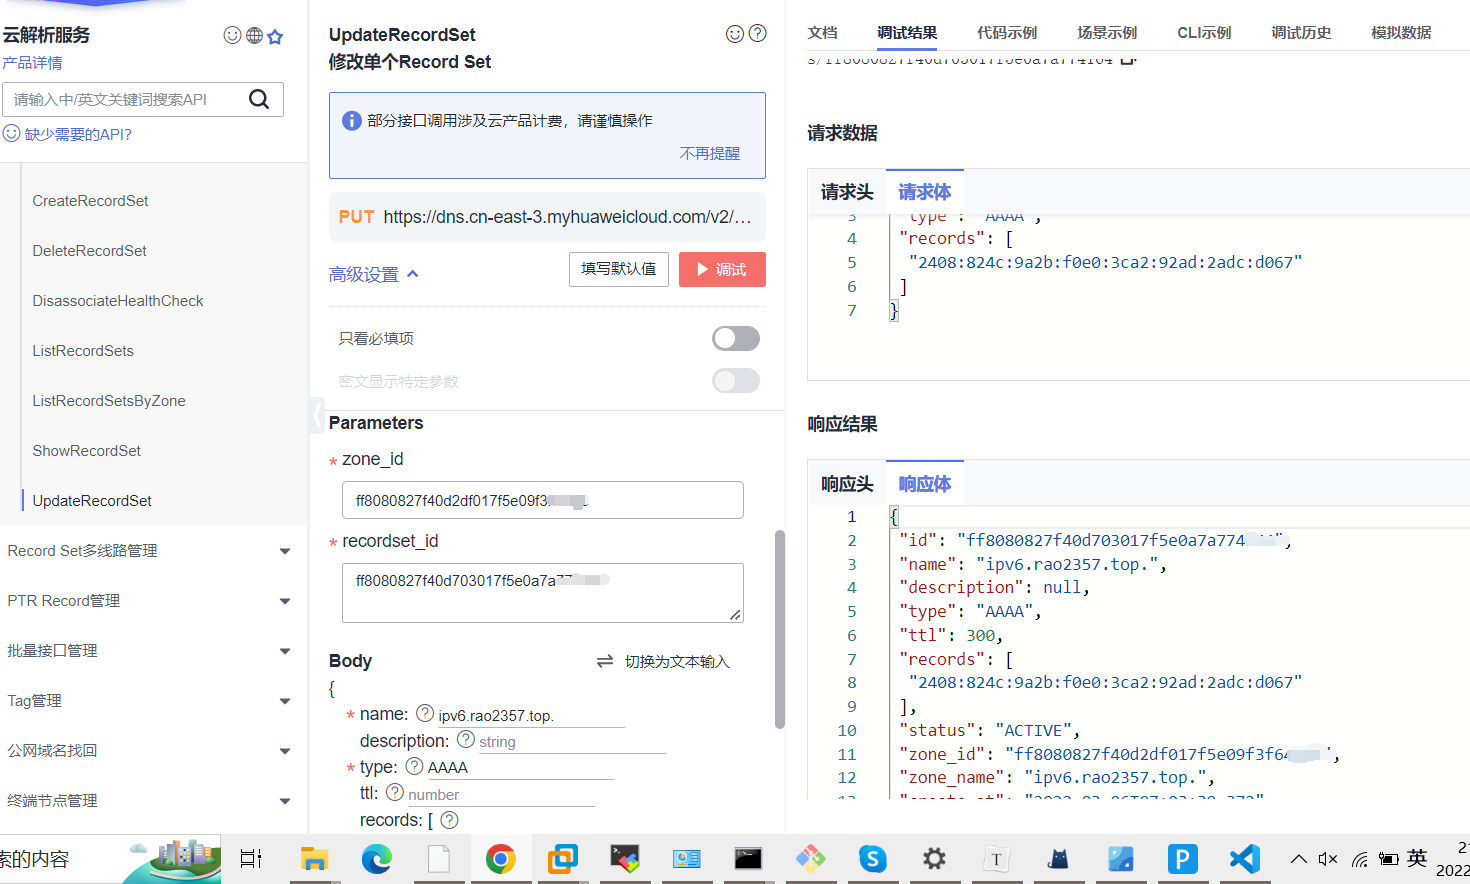 云解析服务
产品详情
请输入中/英文关键词搜索API
缺少需要的API?
CreateRecordSet
DeleteRecordSet
DisassociateHealthCheck
ListRecordSets
ListRecordSetsByZone
ShowRecordSet
UpdateRecordSet
Record Set多线路管理
PTR Record管理
批量接口管理
Tag管理
公网域名找回
终端节点管理
UpdateRecordSet
修改单个Record Set
部分接口调用涉及云产品计费，请谨慎操作
不再提醒
PUT https://dns.cn-east-3.myhuaweicloud.com/v2/...
高级设置
填写默认值
调试
只看必填项
密文显示特定参数
Parameters
* zone_id
ff8080827f40d2df017f5e09f3
* recordset_id
ff8080827f40d703017f5e0a7a
Body
切换为文本输入
{
* name: ipv6.rao2357.top.
description: string
* type: AAAA
ttl: number
records: [
文档 调试结果 代码示例 场景示例 CLI示例 调试历史 模拟数据
请求数据
请求头 请求体
3 "type": "AAAA",
4 "records": [
5 "2408:824c:9a2b:f0e0:3ca2:92ad:2adc:d067"
6 ]
7 }
响应结果
响应头 响应体
1 {
2 "id": "ff8080827f40d703017f5e0a7a774
3 "name": "ipv6.rao2357.top.",
4 "description": null,
5 "type": "AAAA",
6 "ttl": 300,
7 "records": [
8 "2408:824c:9a2b:f0e0:3ca2:92ad:2adc:d067"
9 ],
10 "status": "ACTIVE",
11 "zone_id": "ff8080827f40d2df017f5e09f3f6
12 "zone_name": "ipv6.rao2357.top.",
索的内容
英
2022